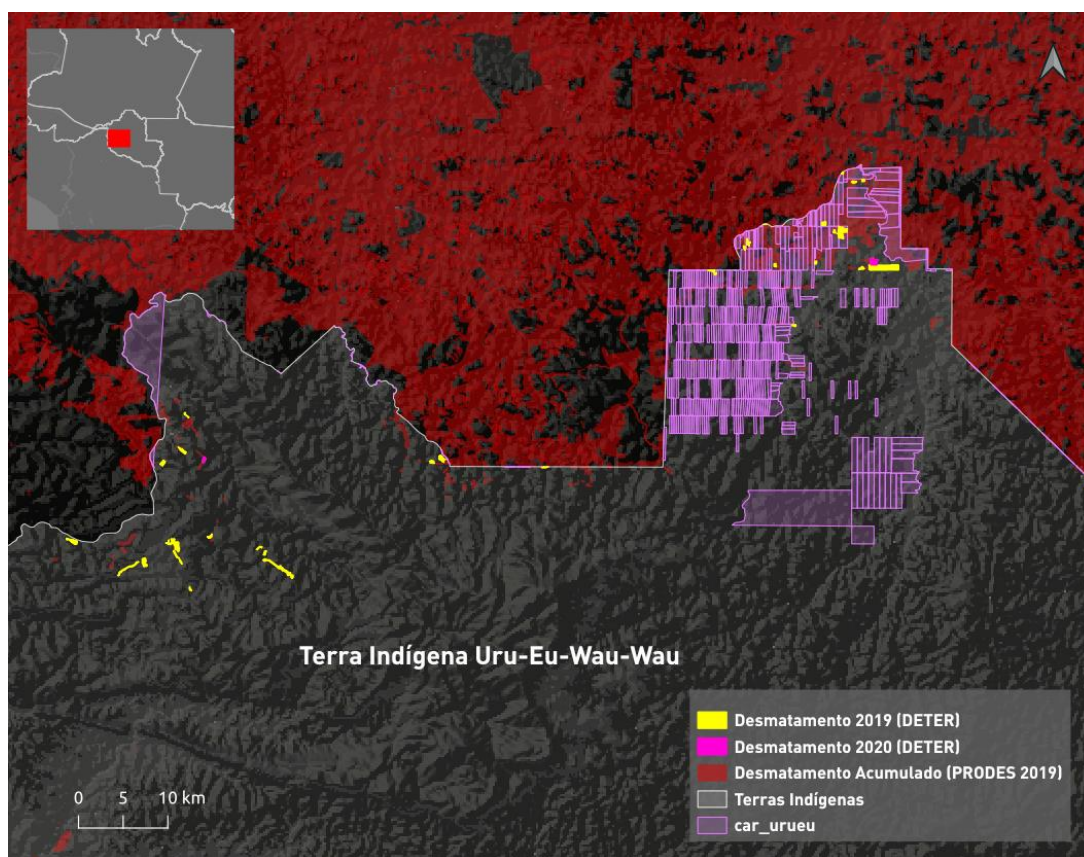 Terra Indígena Uru-Eu-Wau-Wau
Desmatamento 2019 (DETER)
Desmatamento 2020 (DETER)
Desmatamento Acumulado (PRODES 2019)
Terras Indígenas
car_urueu
0 5 10 km